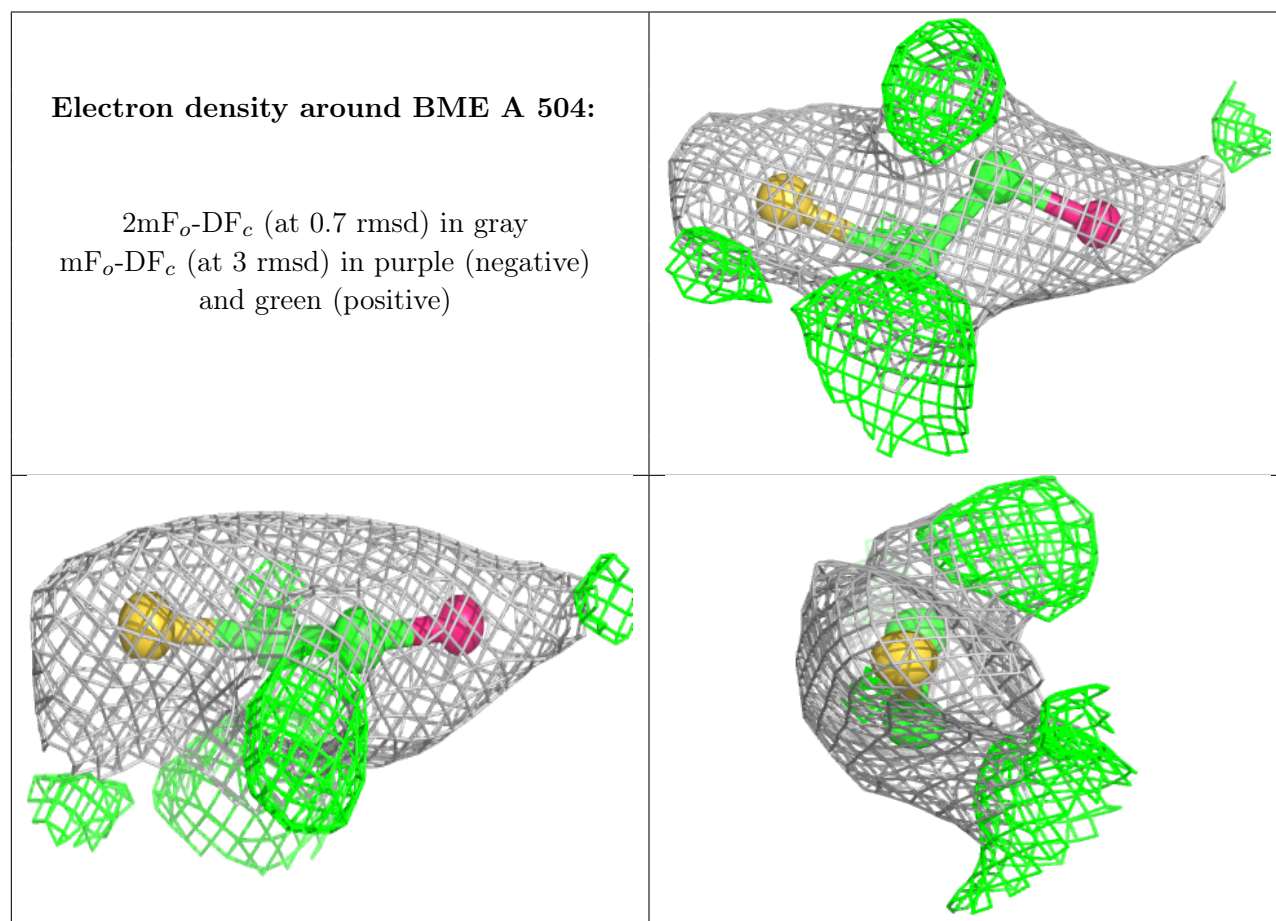 Electron density around BME A 504:
2mFo-DFc (at 0.7 rmsd) in gray
mFo-DFc (at 3 rmsd) in purple (negative)
and green (positive)